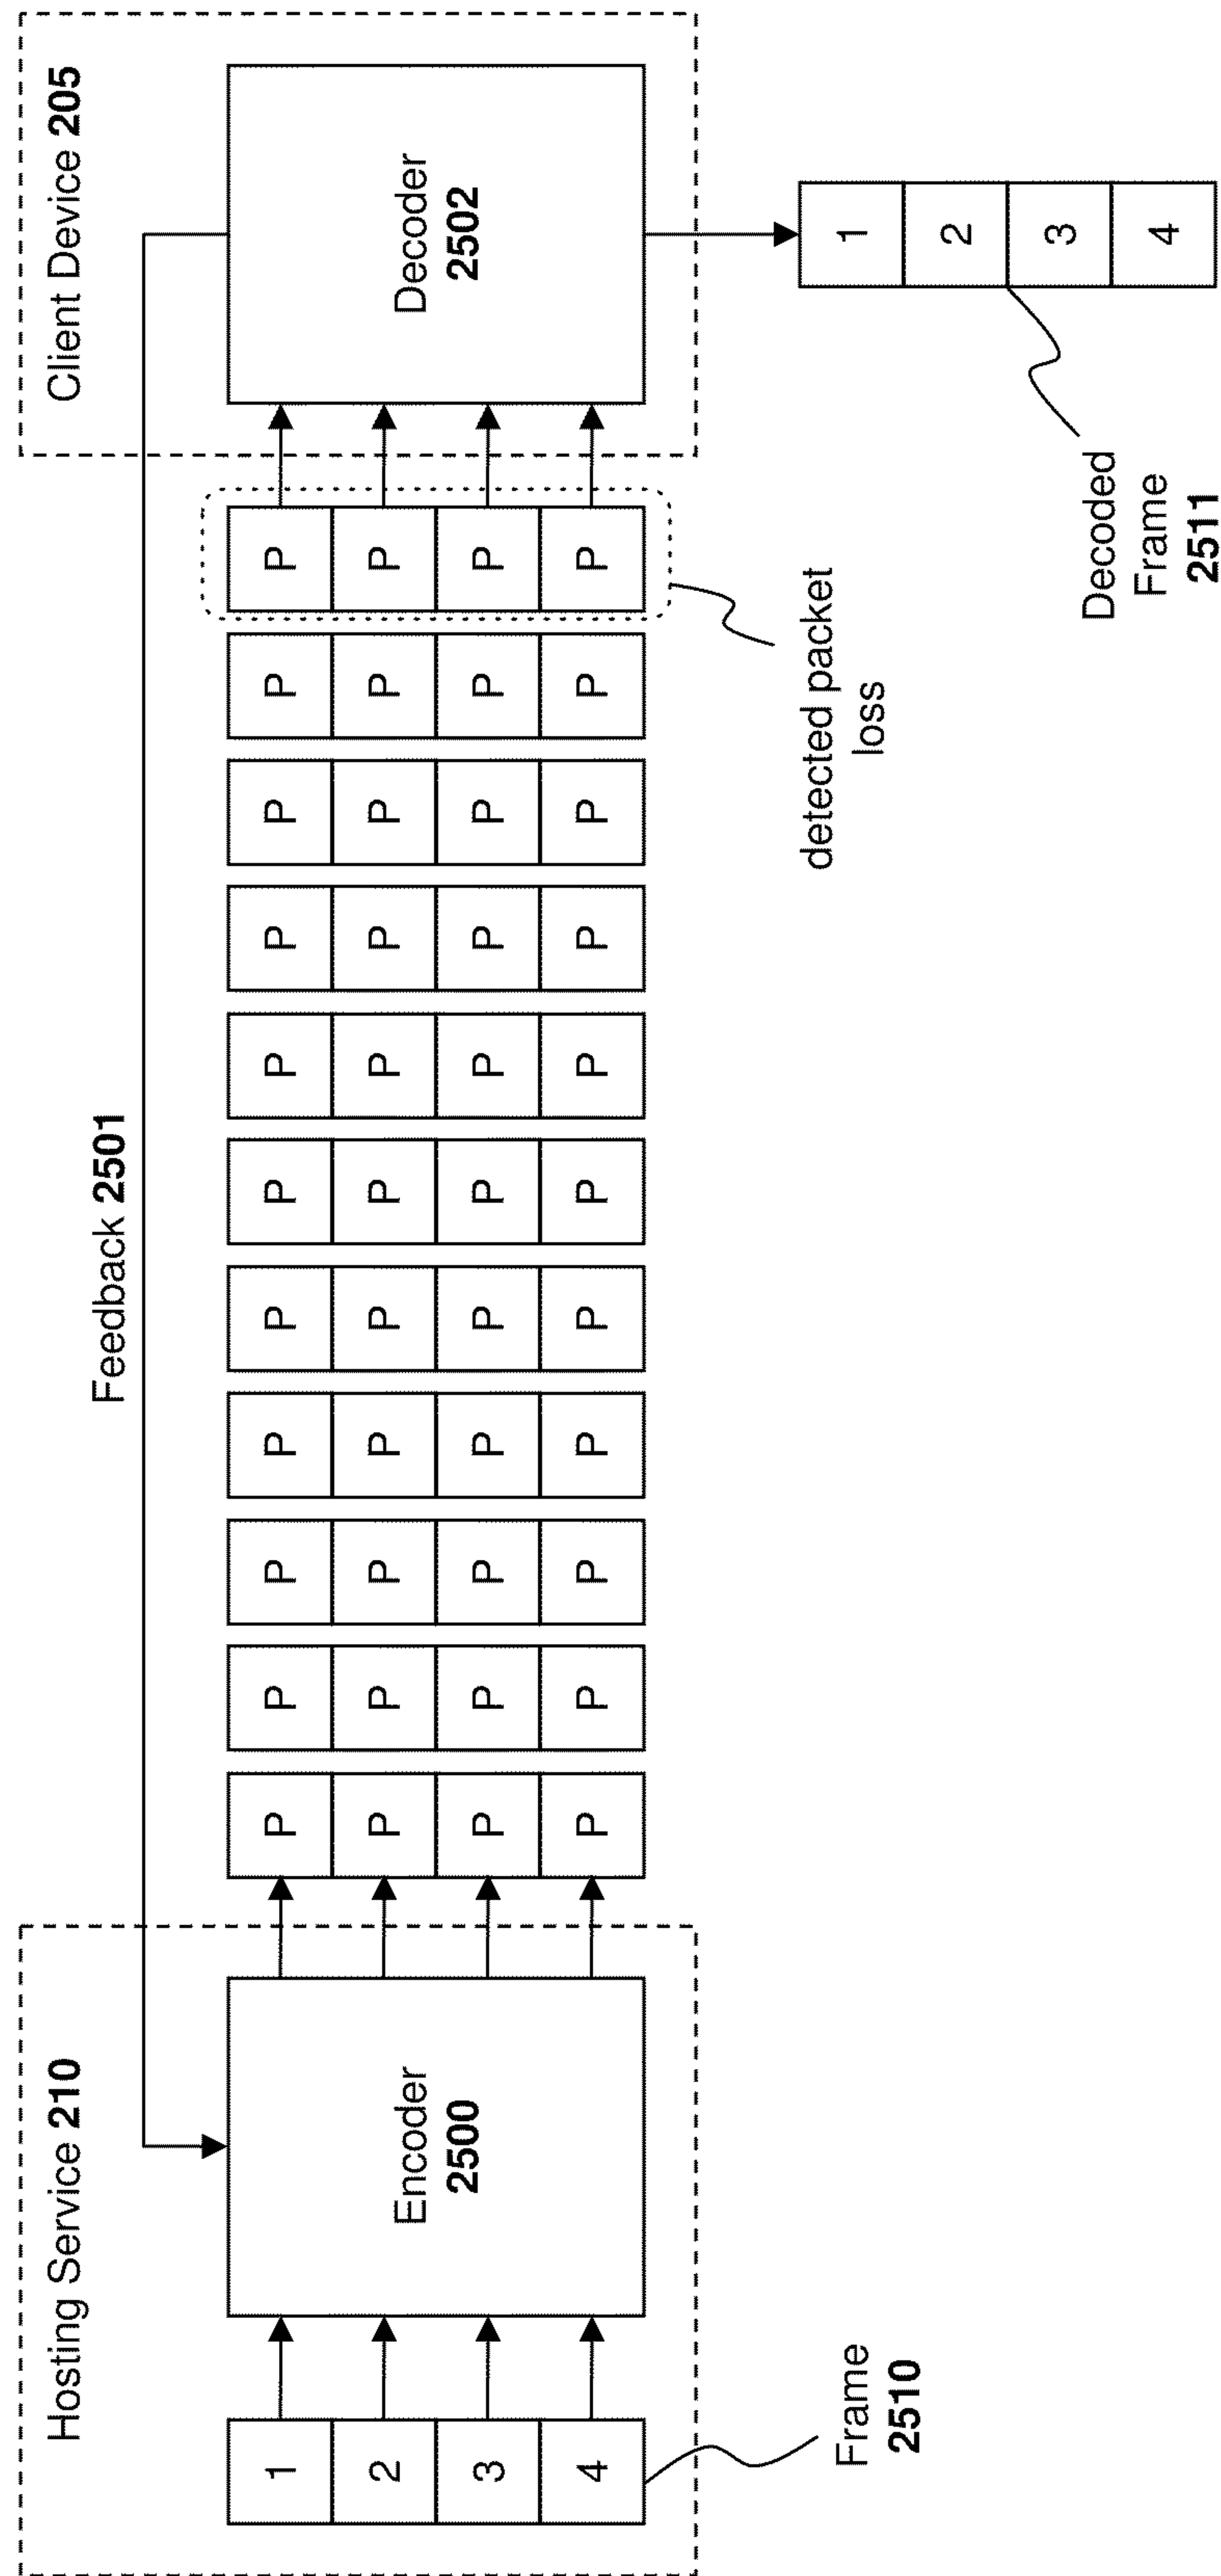 Hosting Service 210
Feedback 2501
Client Device 205
1
P P P P P P P P P P P
2
P P P P P P P P P P P
3
P P P P P P P P P P P
4
P P P P P P P P P P P
Encoder
2500
Decoder
2502
Frame
2510
detected packet
loss
1
2
3
4
Decoded
Frame
2511